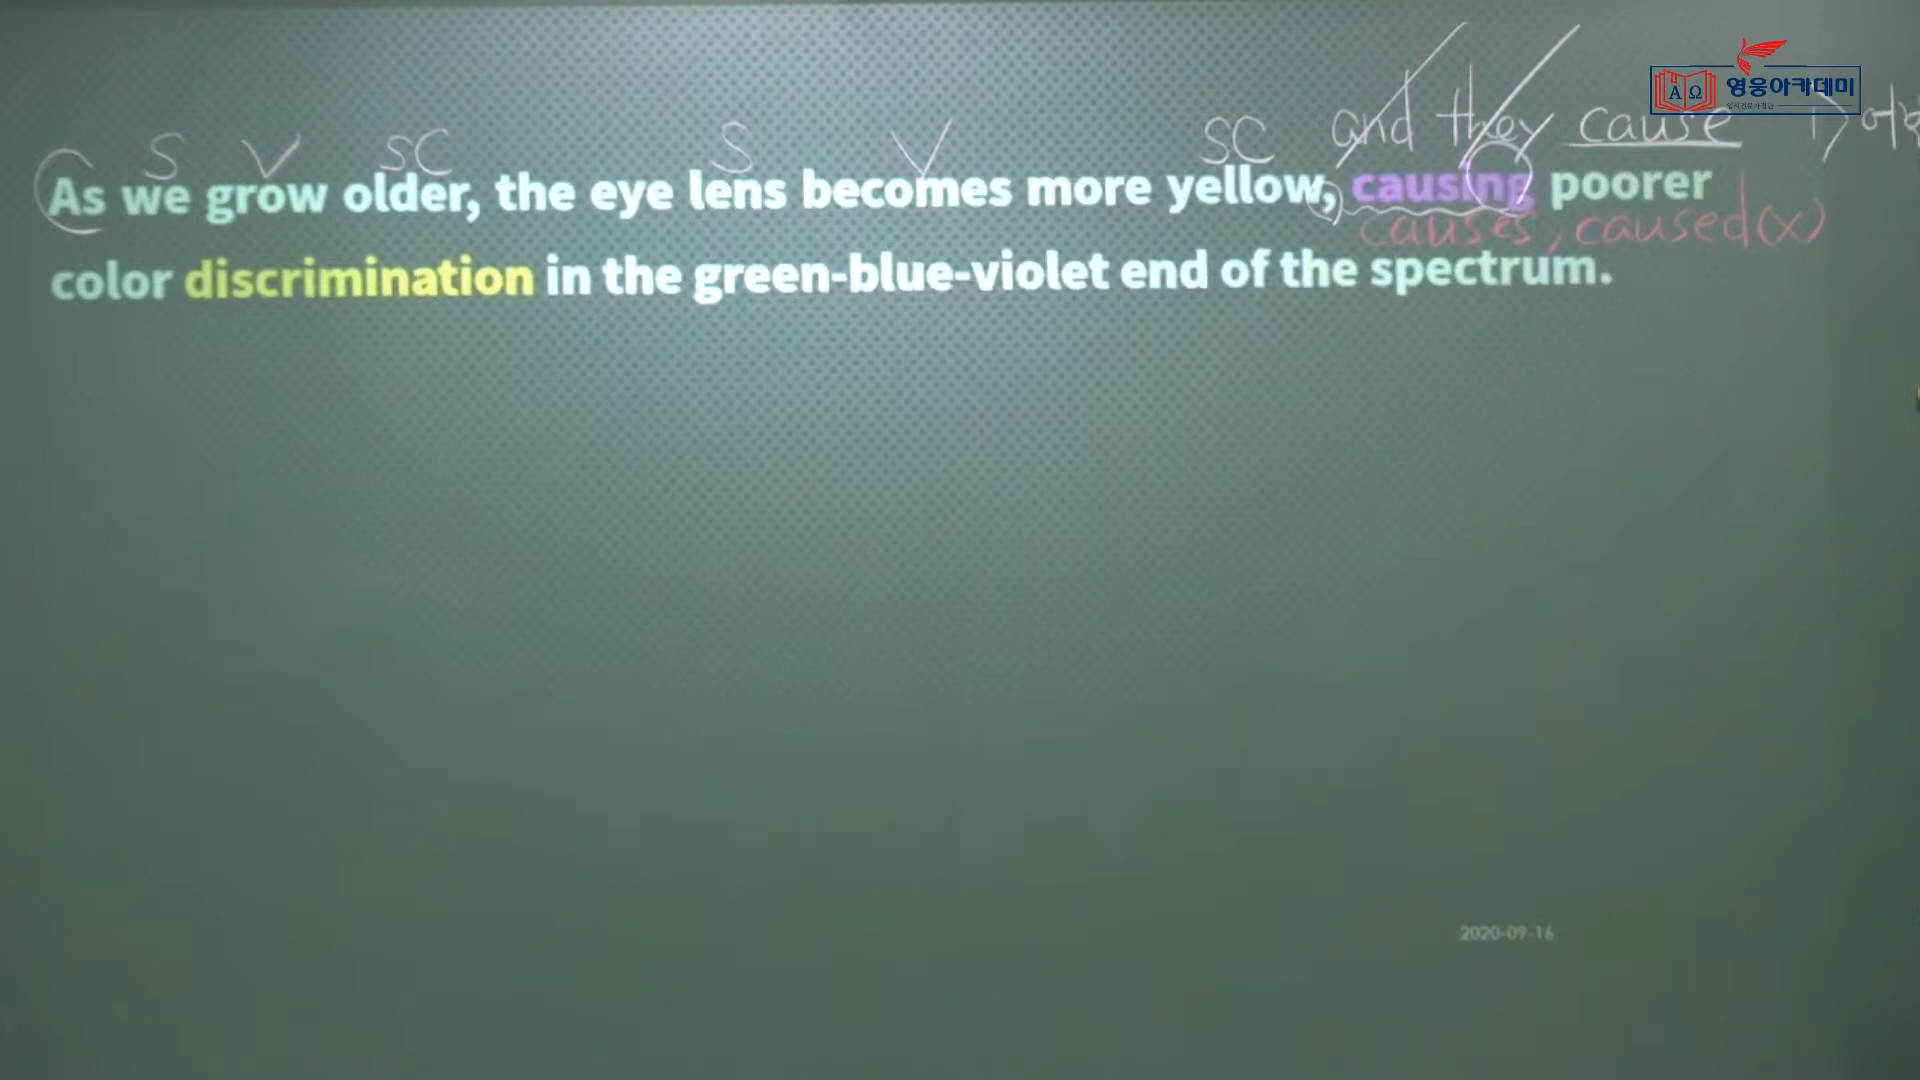 영웅아카데미
and they cause 1)
S V SC S V SC
As we grow older, the eye lens becomes more yellow, causing poorer
causes, caused(x)
color discrimination in the green-blue-violet end of the spectrum.
2020-09-16